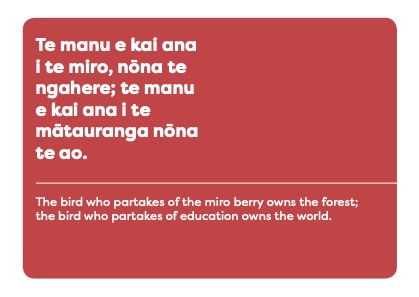 Te manu e kai ana
i te miro, nōna te
ngahere; te manu
e kai ana i te
mātauranga nōna
te ao.
The bird who partakes of the miro berry owns the forest;
the bird who partakes of education owns the world.